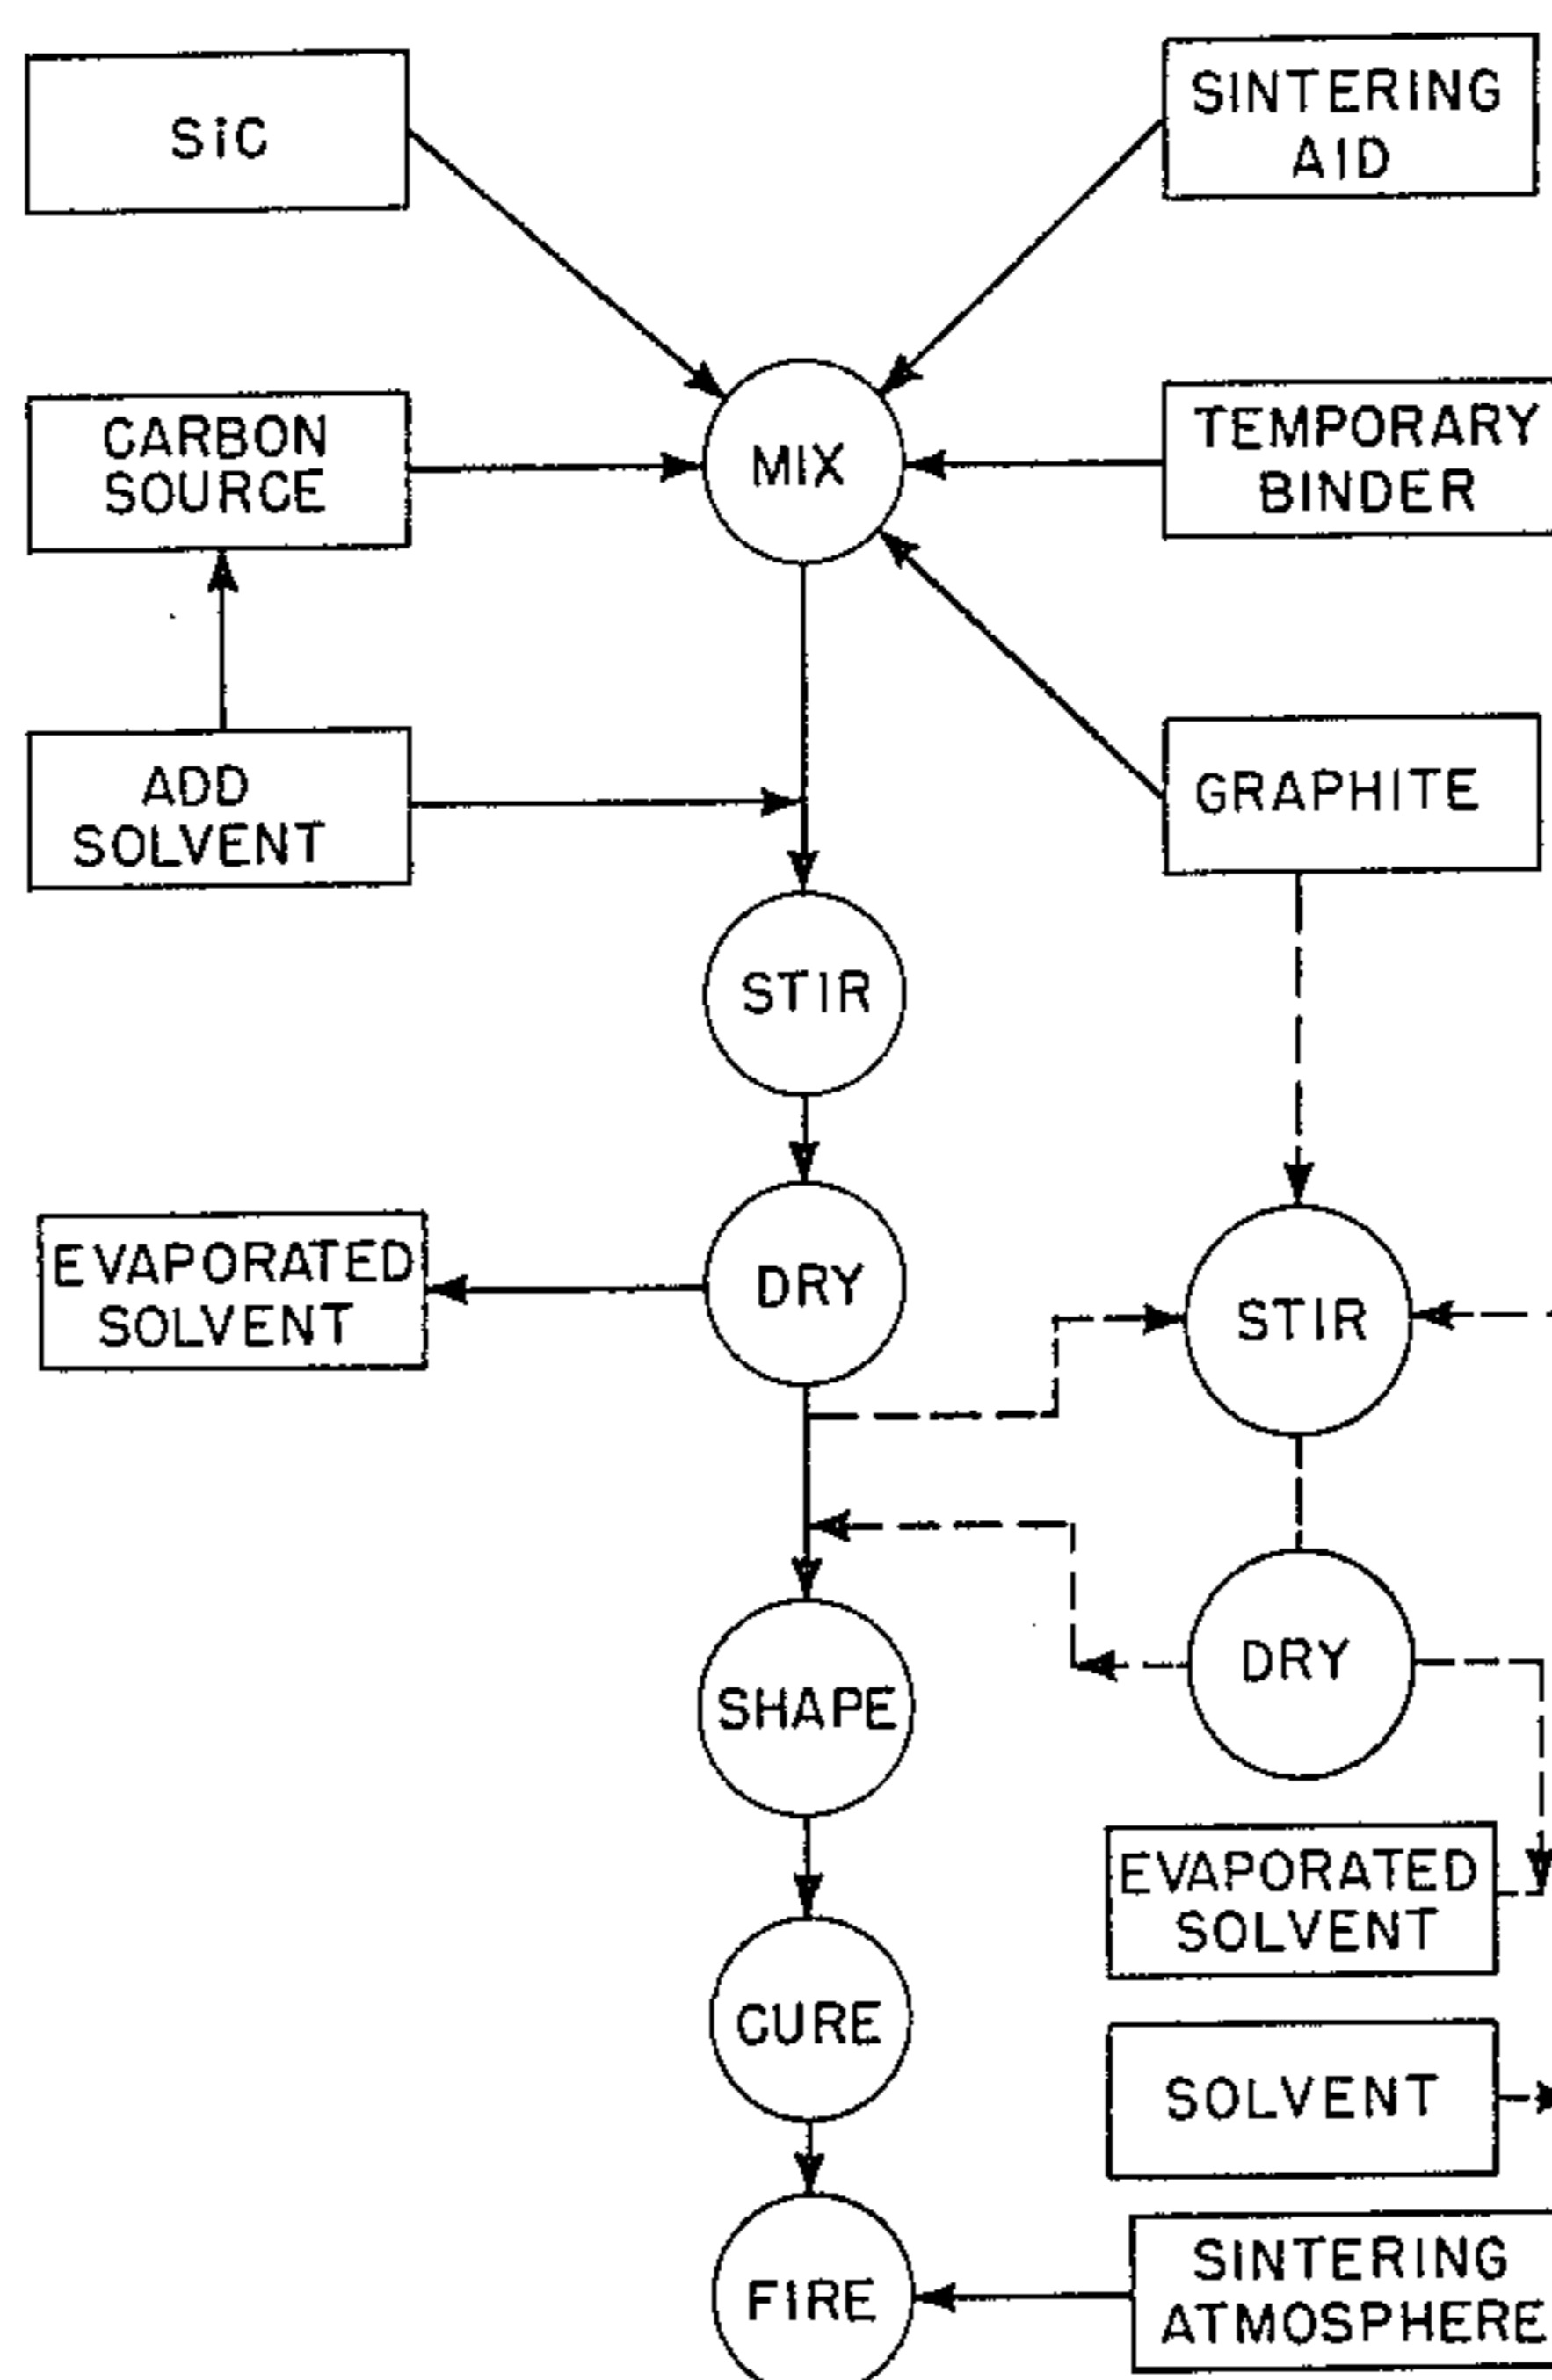 SiC
SINTERING
AID
CARBON
SOURCE
MIX
TEMPORARY
BINDER
ADD
SOLVENT
GRAPHITE
STIR
EVAPORATED
SOLVENT
DRY
STIR
SHAPE
DRY
EVAPORATED
SOLVENT
CURE
SOLVENT
FIRE
SINTERING
ATMOSPHERE